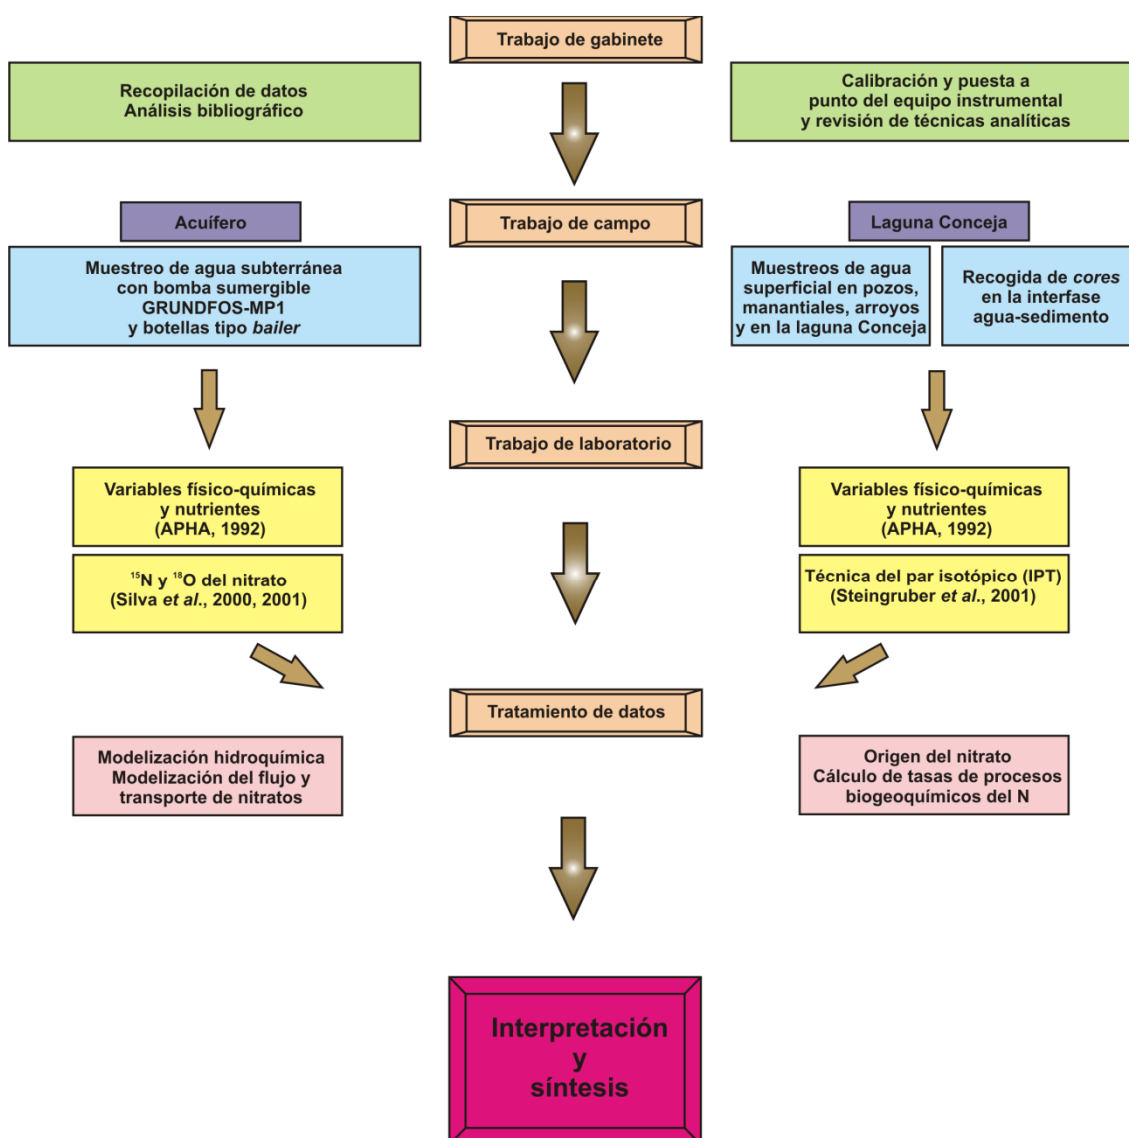 Trabajo de gabinete
Recopilación de datos
Análisis bibliográfico
Calibración y puesta a
punto del equipo instrumental
y revisión de técnicas analíticas
Trabajo de campo
Acuífero
Muestreo de agua subterránea
con bomba sumergible
GRUNDFOS-MP1
y botellas tipo bailer
Laguna Conceja
Muestreos de agua
superficial en pozos,
manantiales, arroyos
y en la laguna Conceja
Recogida de cores
en la interfase
agua-sedimento
Trabajo de laboratorio
Variables físico-químicas
y nutrientes
(APHA, 1992)
¹⁵N y ¹⁸O del nitrato
(Silva et al., 2000, 2001)
Variables físico-químicas
y nutrientes
(APHA, 1992)
Técnica del par isotópico (IPT)
(Steingruber et al., 2001)
Tratamiento de datos
Modelización hidroquímica
Modelización del flujo y
transporte de nitratos
Origen del nitrato
Cálculo de tasas de procesos
biogeoquímicos del N
Interpretación
y
síntesis